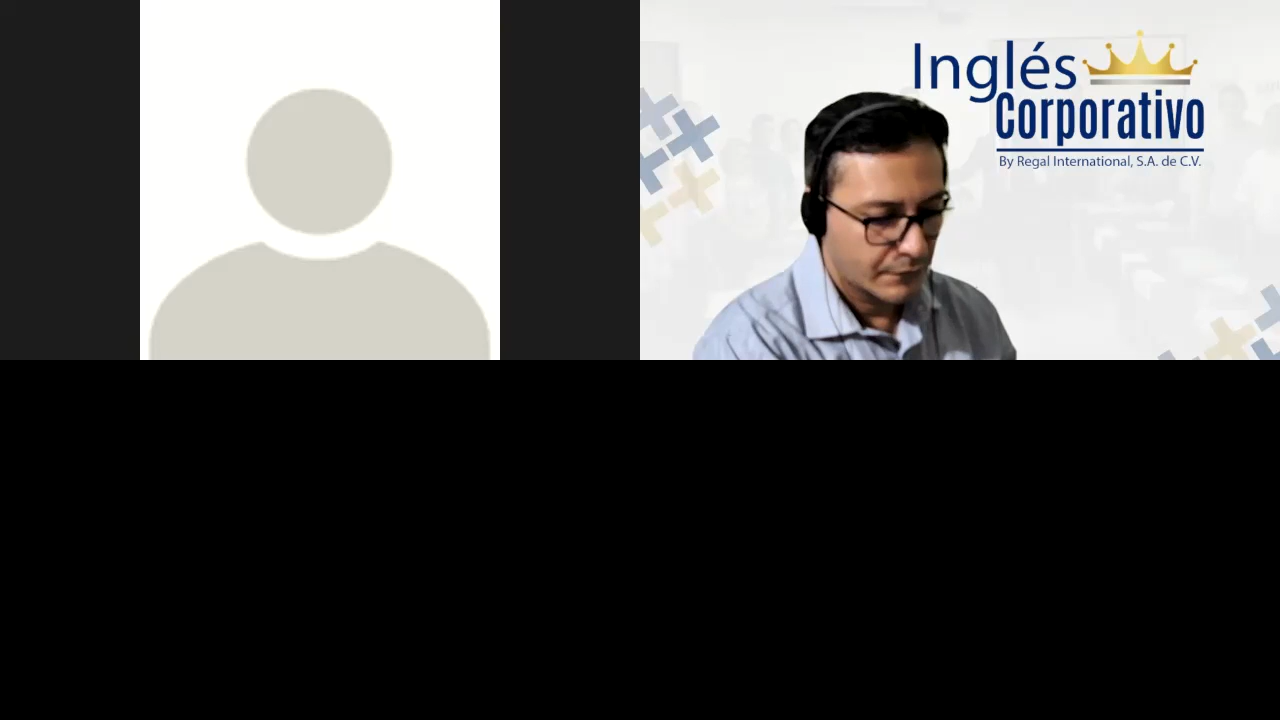 Inglés
Corporativo
By Regal International, S.A. de C.V.